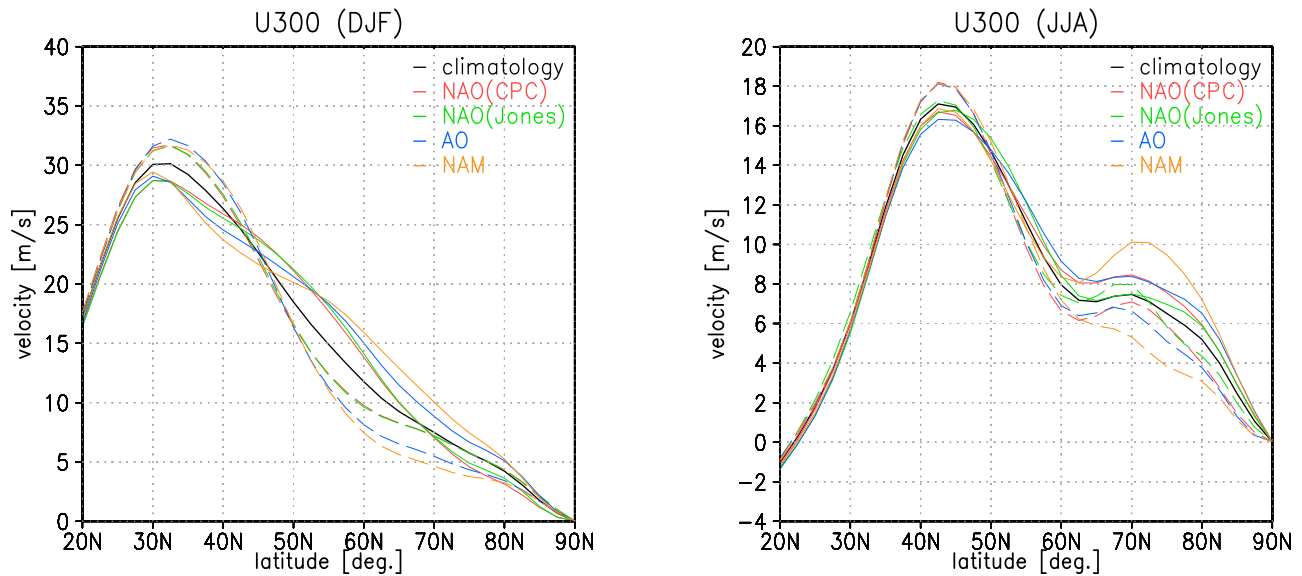 U300 (DJF)
velocity [m/s]
40
35
30
25
20
15
10
5
0
climatology
NAO(CPC)
NAO(Jones)
AO
NAM
20N 30N 40N 50N 60N 70N 80N 90N
latitude [deg.]
U300 (JJA)
velocity [m/s]
20
18
16
14
12
10
8
6
4
2
0
-2
-4
climatology
NAO(CPC)
NAO(Jones)
AO
NAM
20N 30N 40N 50N 60N 70N 80N 90N
latitude [deg.]